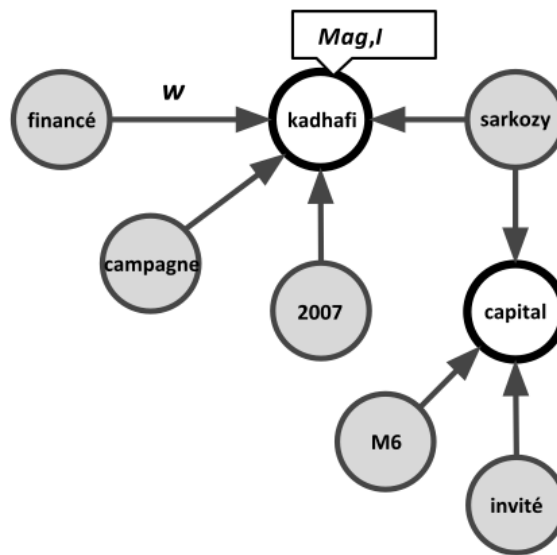 Mag,I
w
financé
kadhafi
sarkozy
campagne
2007
capital
M6
invité